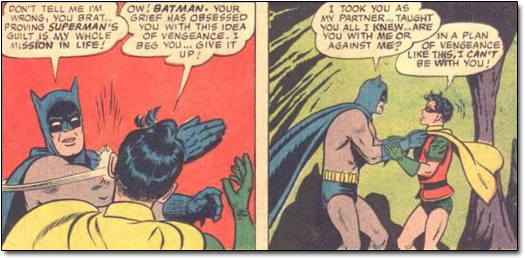 DON'T TELL ME I'M
WRONG, YOU BRAT...
PROVING SUPERMAN'S
GUILT IS MY WHOLE
MISSION IN LIFE!
OW! BATMAN, YOUR
GRIEF HAS OBSESSED
YOU WITH THIS IDEA
OF VENGEANCE. I
BEG YOU... GIVE IT
UP!
I TOOK YOU AS
MY PARTNER... TAUGHT
YOU ALL I KNEW... ARE
YOU WITH ME OR
AGAINST ME?
IN A PLAN
OF VENGEANCE
LIKE THIS, I CAN'T
BE WITH YOU!